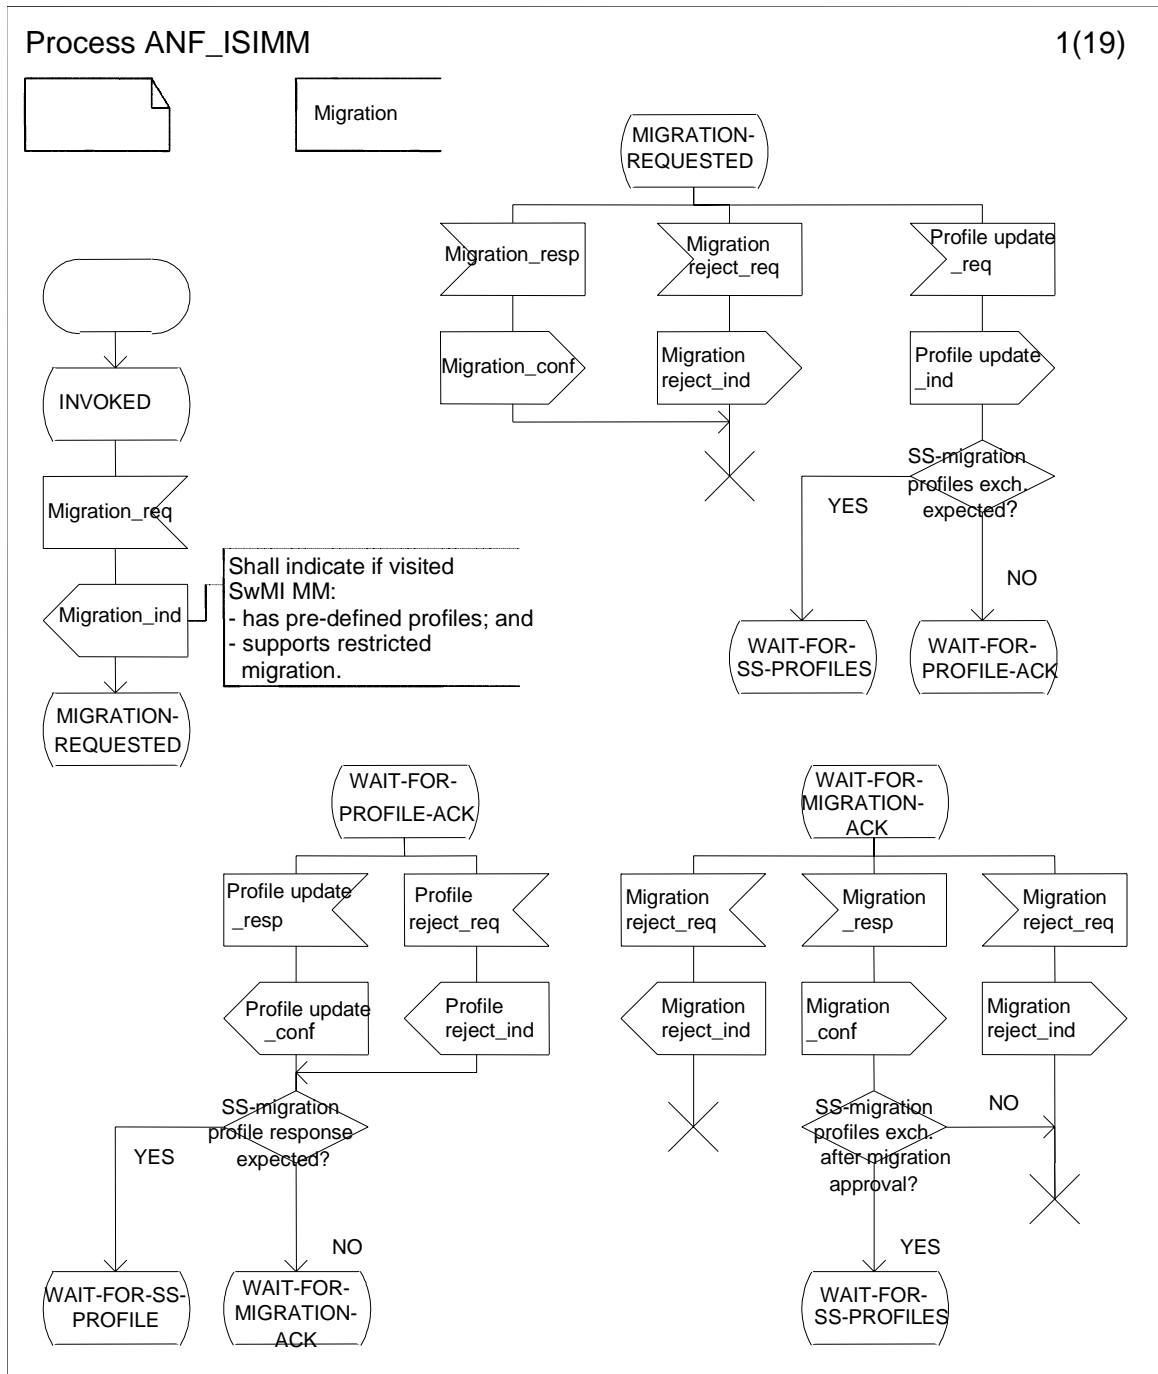 Process ANF_ISIMM
1(19)
Migration
MIGRATION-
REQUESTED
Migration_resp
Migration
reject_req
Profile update
_req
Migration_conf
Migration
reject_ind
Profile update
_ind
SS-migration
profiles exch.
expected?
YES
NO
WAIT-FOR-
SS-PROFILES
WAIT-FOR-
PROFILE-ACK
INVOKED
Migration_req
Migration_ind
Shall indicate if visited
SwMI MM:
- has pre-defined profiles; and
- supports restricted
migration.
MIGRATION-
REQUESTED
WAIT-FOR-
PROFILE-ACK
Profile update
_resp
Profile
reject_req
Profile update
_conf
Profile
reject_ind
SS-migration
profile response
expected?
YES
NO
WAIT-FOR-SS-
PROFILE
WAIT-FOR-
MIGRATION-
ACK
WAIT-FOR-
MIGRATION-
ACK
Migration
reject_req
Migration
_resp
Migration
reject_req
Migration
reject_ind
Migration
_conf
Migration
reject_ind
SS-migration
profiles exch.
after migration
approval?
NO
YES
WAIT-FOR-
SS-PROFILES